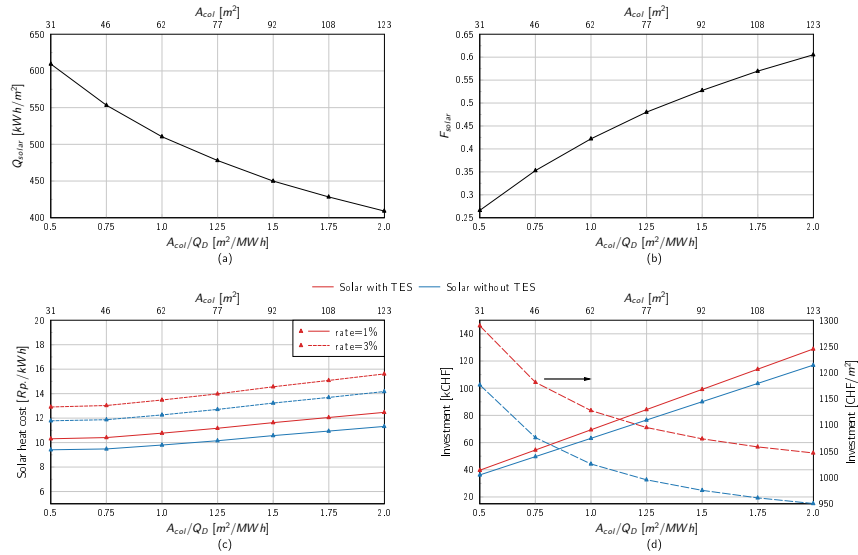 A_col [m²]
31 46 62 77 92 108 123
650
600
550
500
450
400
Q_solar [kWh/m²]
0.5 0.75 1.0 1.25 1.5 1.75 2.0
A_col/Q_D [m²/MWh]
(a)
A_col [m²]
31 46 62 77 92 108 123
0.65
0.6
0.55
0.5
0.45
0.4
0.35
0.3
0.25
F_solar
0.5 0.75 1.0 1.25 1.5 1.75 2.0
A_col/Q_D [m²/MWh]
(b)
Solar with TES Solar without TES
A_col [m²]
31 46 62 77 92 108 123
20
18
16
14
12
10
8
6
Solar heat cost [Rp./kWh]
rate=1%
rate=3%
0.5 0.75 1.0 1.25 1.5 1.75 2.0
A_col/Q_D [m²/MWh]
(c)
A_col [m²]
31 46 62 77 92 108 123
140
120
100
80
60
40
20
Investment [kCHF]
1300
1250
1200
1150
1100
1050
1000
950
Investment [CHF/m²]
0.5 0.75 1.0 1.25 1.5 1.75 2.0
A_col/Q_D [m²/MWh]
(d)